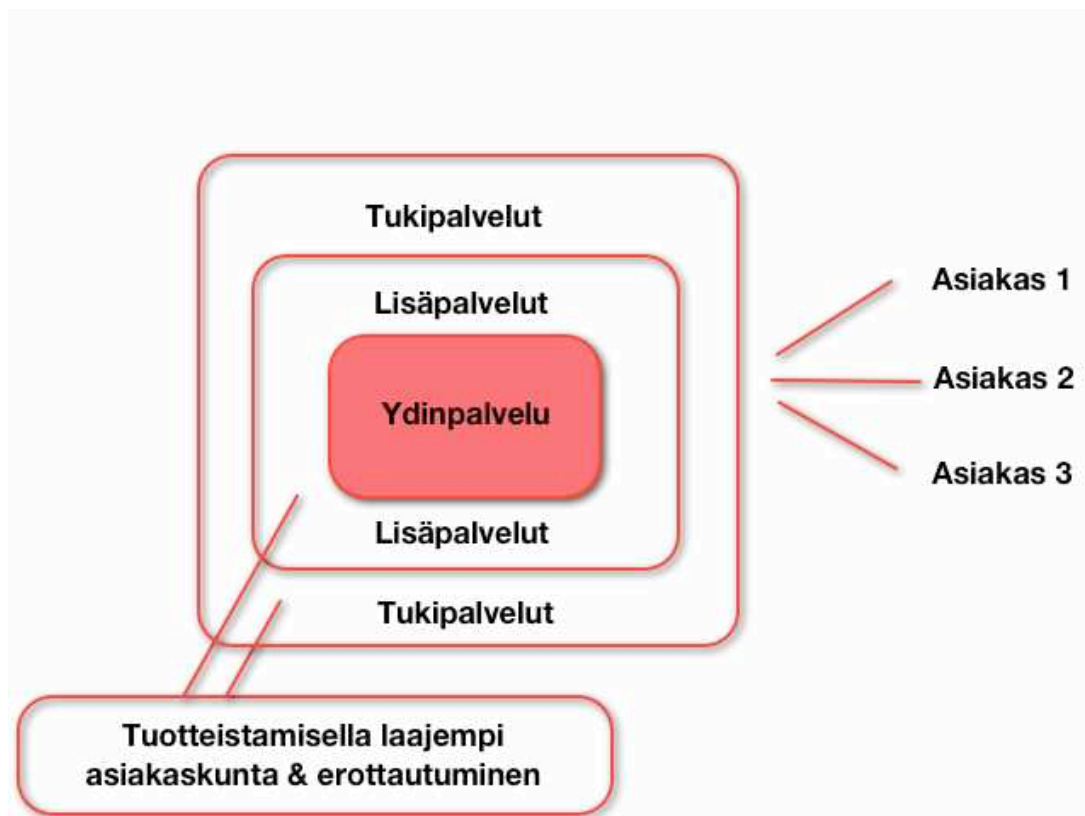 Tukipalvelut
Lisäpalvelut
Ydinpalvelu
Lisäpalvelut
Tukipalvelut
Asiakas 1
Asiakas 2
Asiakas 3
Tuotteistamisella laajempi
asiakaskunta & erottautuminen